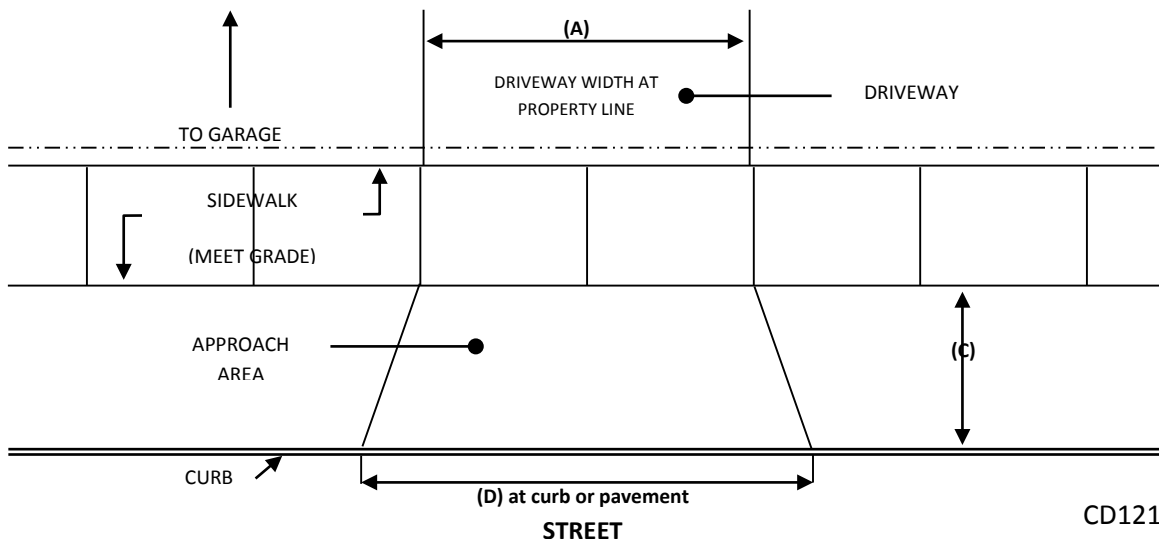 (A)
DRIVEWAY WIDTH AT
PROPERTY LINE
DRIVEWAY
TO GARAGE
SIDEWALK
(MEET GRADE)
APPROACH
AREA
(C)
CURB
(D) at curb or pavement
STREET
CD121